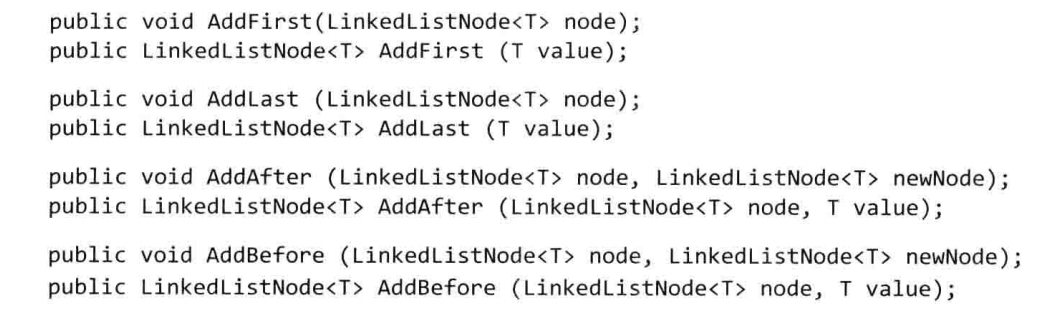 public void AddFirst(LinkedListNode<T> node);
public LinkedListNode<T> AddFirst (T value);
public void AddLast (LinkedListNode<T> node);
public LinkedListNode<T> AddLast (T value);
public void AddAfter (LinkedListNode<T> node, LinkedListNode<T> newNode);
public LinkedListNode<T> AddAfter (LinkedListNode<T> node, T value);
public void AddBefore (LinkedListNode<T> node, LinkedListNode<T> newNode);
public LinkedListNode<T> AddBefore (LinkedListNode<T> node, T value);